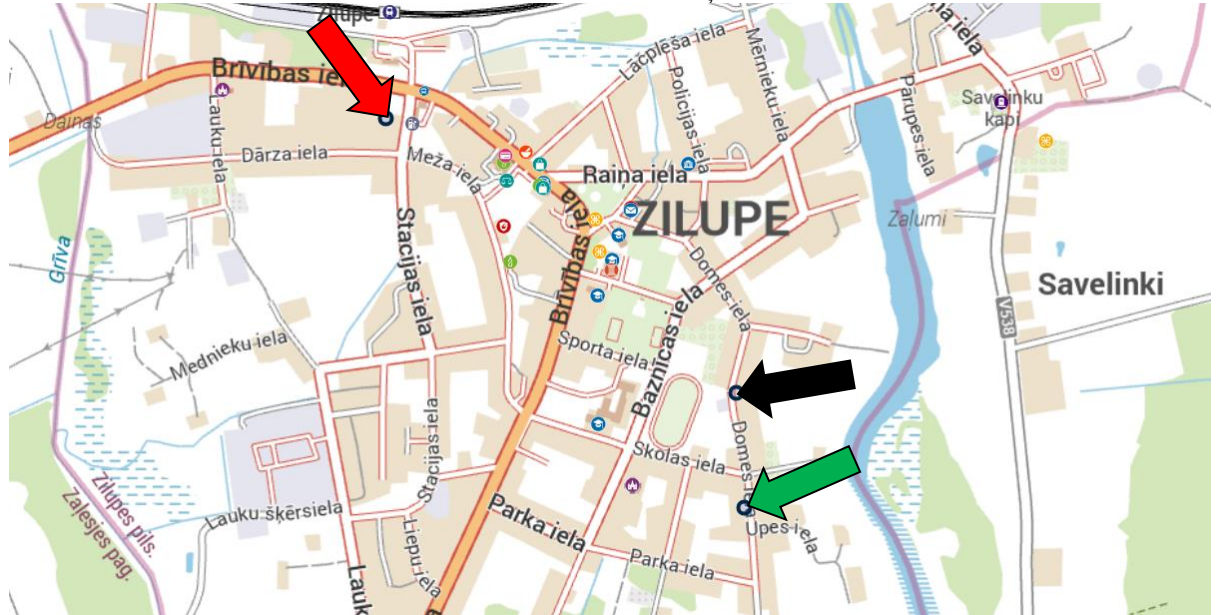 Zilupe
Brīvības iela
Lāčplēša iela
Mērnieku iela
Policijas iela
Pārupes iela
Savelinku
kapi
Dainas
Lauku iela
Dārza iela
Meža iela
Raiņa iela
ZILUPE
Zaļumi
Stacijas iela
Brīvības iela
Domes iela
Baznīcas iela
Grīva
Savelinki
V538
Mednieku iela
Sporta iela
Stacijas iela
Skolas iela
Domes iela
Zilupes pils.
Zaļesjes pag.
Lauku šķērsiela
Liepu iela
Parka iela
Upes iela
Parka iela
Lauk